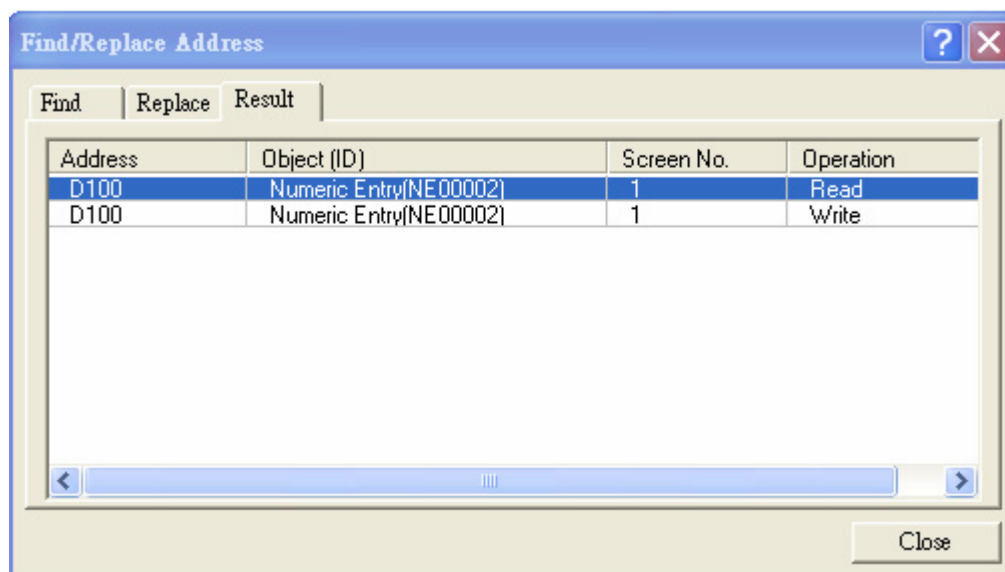 Find/Replace Address
?
Find Replace Result
Address Object (ID) Screen No. Operation
D100 Numeric Entry(NE00002) 1 Read
D100 Numeric Entry(NE00002) 1 Write
Close